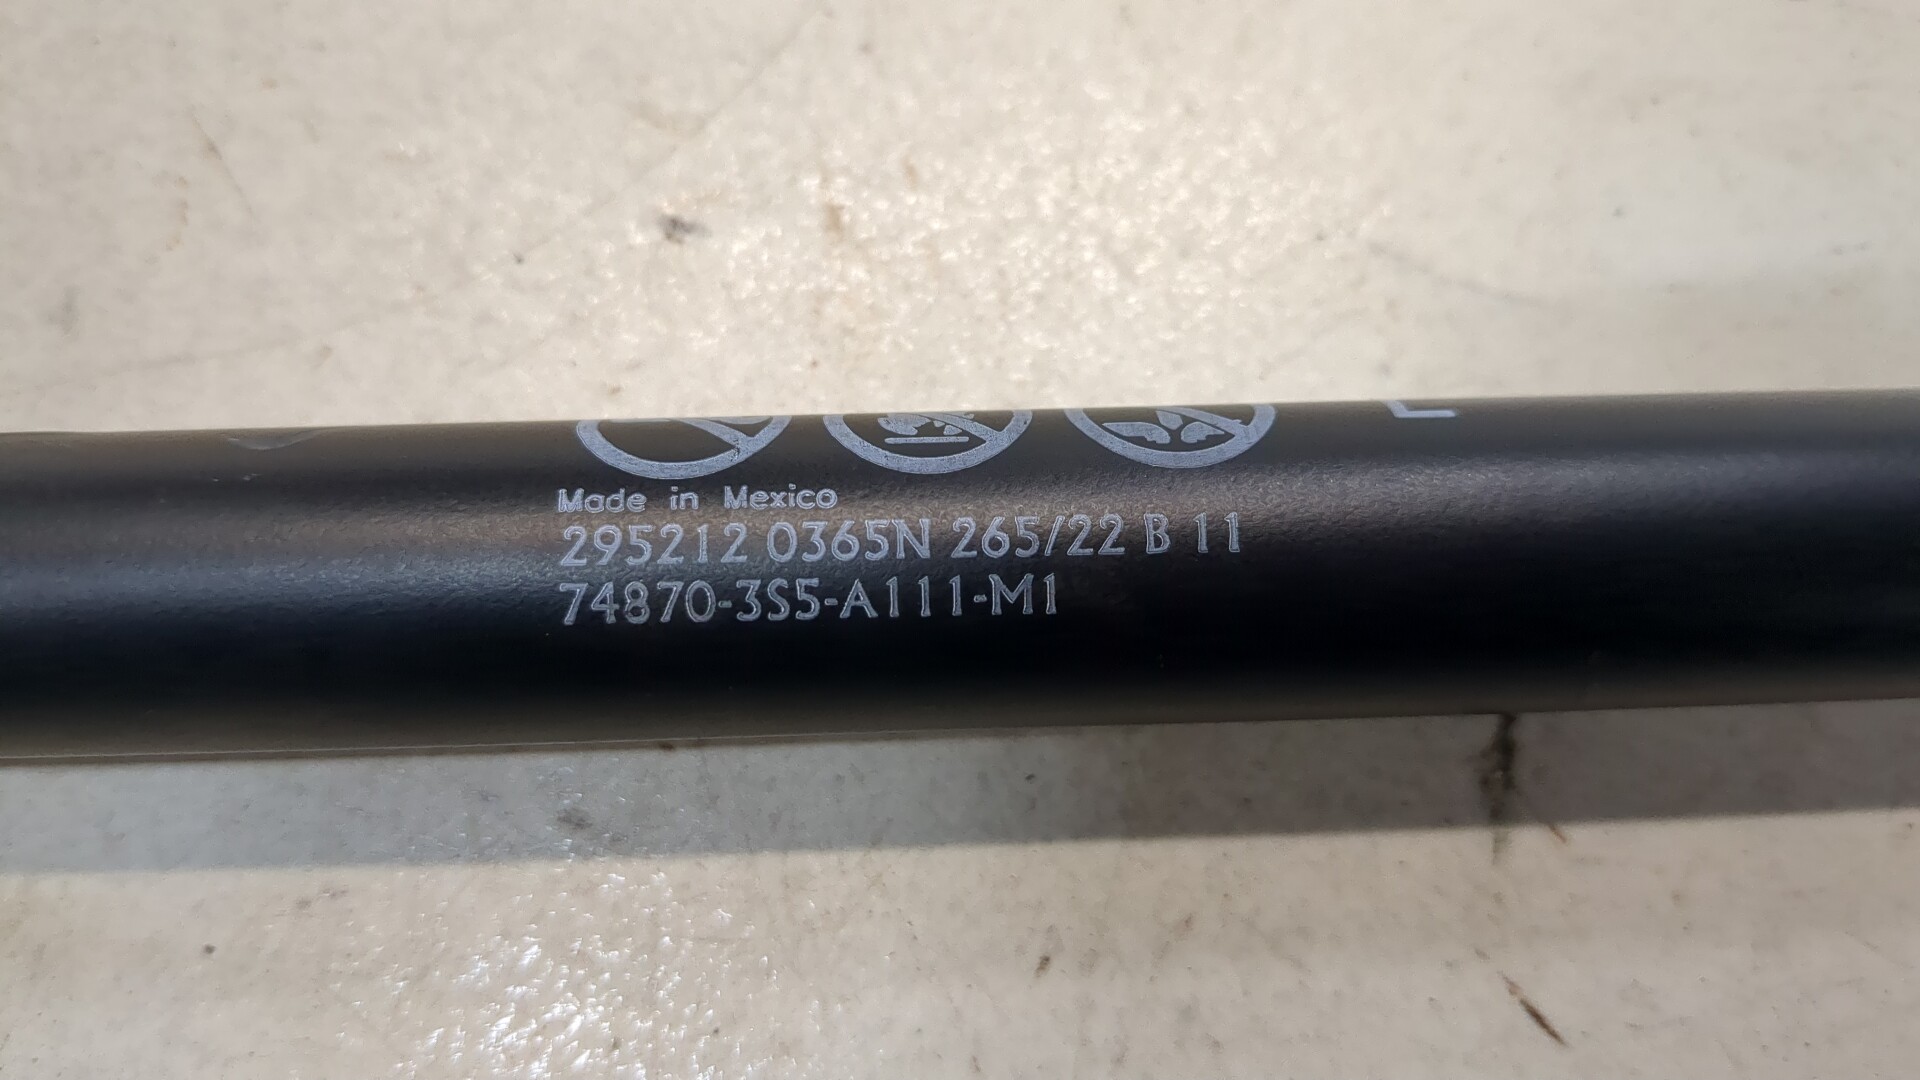 Made in Mexico
295212 0365N 265/22 B 11
74870-3S5-A111-M1